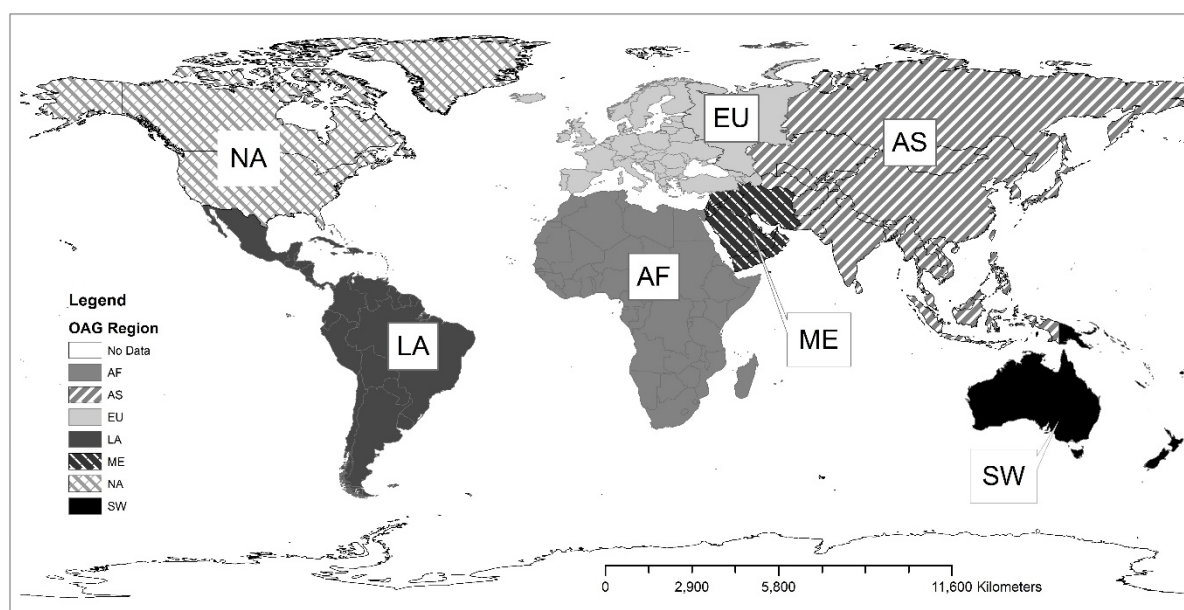 NA
EU
AS
AF
ME
LA
SW
Legend
OAG Region
No Data
AF
AS
EU
LA
ME
NA
SW
0 2,900 5,800 11,600 Kilometers